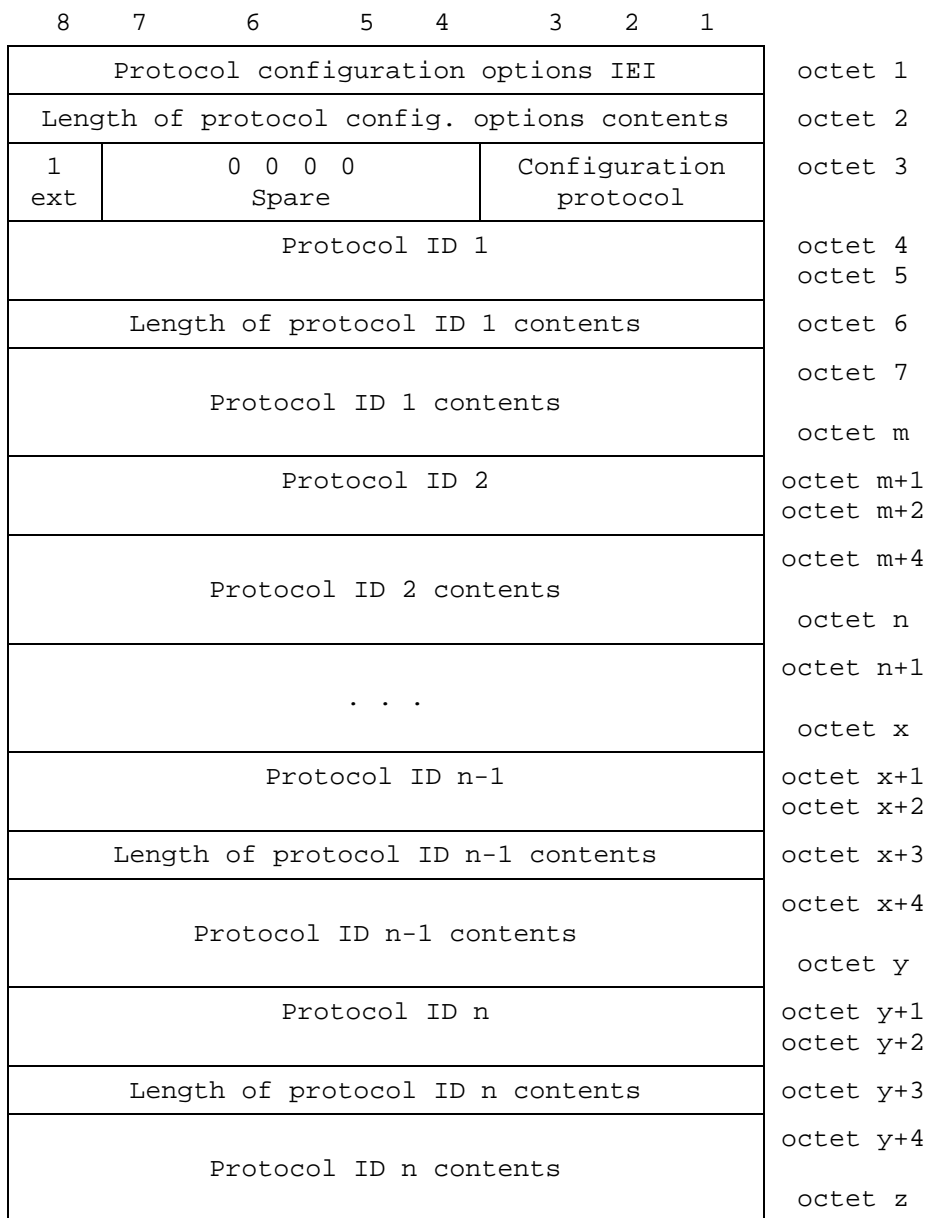 8 7 6 5 4 3 2 1
Protocol configuration options IEI octet 1
Length of protocol config. options contents octet 2
1 0 0 0 0 Configuration octet 3
ext Spare protocol
Protocol ID 1 octet 4
octet 5
Length of protocol ID 1 contents octet 6
octet 7
Protocol ID 1 contents
octet m
Protocol ID 2 octet m+1
octet m+2
octet m+4
Protocol ID 2 contents
octet n
octet n+1
. . .
octet x
Protocol ID n-1 octet x+1
octet x+2
Length of protocol ID n-1 contents octet x+3
octet x+4
Protocol ID n-1 contents
octet y
Protocol ID n octet y+1
octet y+2
Length of protocol ID n contents octet y+3
octet y+4
Protocol ID n contents
octet z